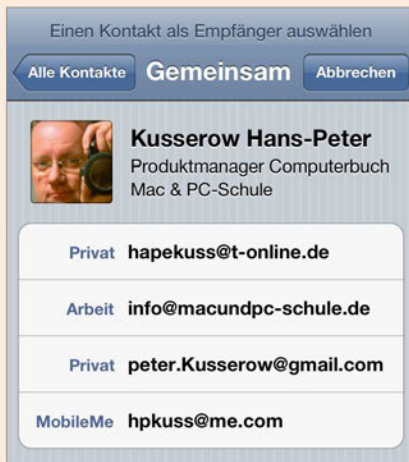 Einen Kontakt als Empfänger auswählen
Alle Kontakte Gemeinsam Abbrechen
Kusserow Hans-Peter
Produktmanager Computerbuch
Mac & PC-Schule
Privat hapekuss@t-online.de
Arbeit info@macundpc-schule.de
Privat peter.Kusserow@gmail.com
MobileMe hpkuss@me.com